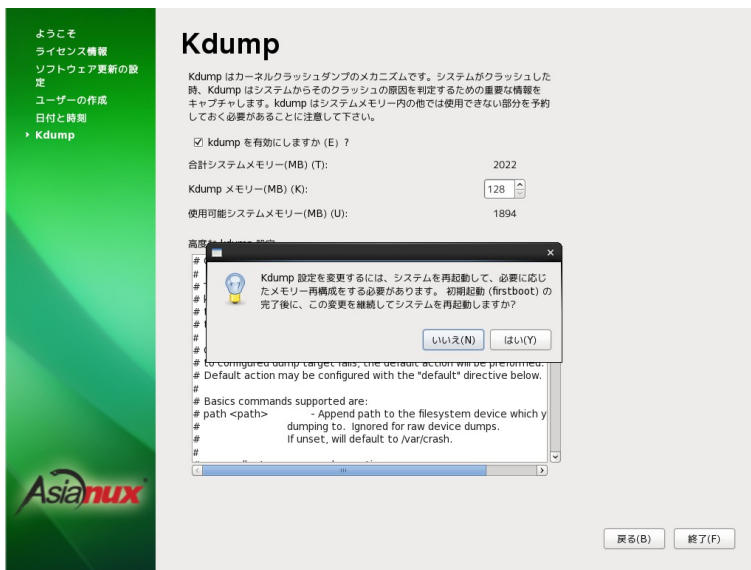 ようこそ
ライセンス情報
ソフトウェア更新の設
定
ユーザーの作成
日付と時刻
Kdump
Kdump
Kdump はカーネルクラッシュダンプのメカニズムです。システムがクラッシュした
時、Kdump はシステムからそのクラッシュの原因を判定するための重要な情報を
キャプチャします。kdump はシステムメモリー内の他では使用できない部分を予約
しておく必要があることに注意して下さい。
kdump を有効にしますか (E) ?
合計システムメモリー(MB) (T): 2022
Kdump メモリー(MB) (K): 128
使用可能システムメモリー(MB) (U): 1894
Kdump 設定を変更するには、システムを再起動して、必要に応じ
たメモリー再構成をする必要があります。 初期起動 (firstboot) の
完了後に、この変更を継続してシステムを再起動しますか?
いいえ(N) はい(Y)
# to configured dump target fails, the default action will be preformed.
# Default action may be configured with the "default" directive below.
#
# Basics commands supported are:
# path <path> - Append path to the filesystem device which y
# dumping to. Ignored for raw device dumps.
# If unset, will default to /var/crash.
#
Asianux
戻る(B) 終了(F)